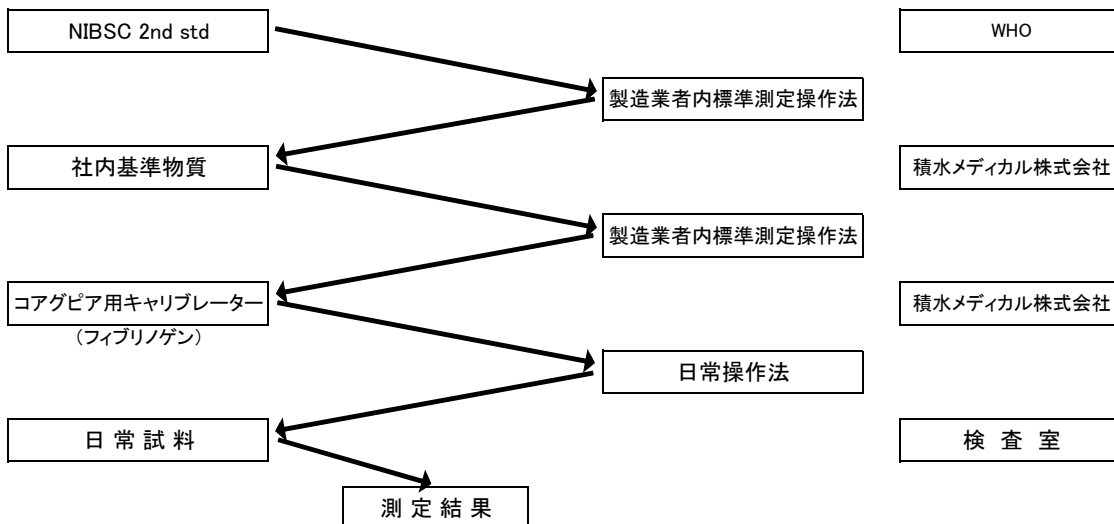 NIBSC 2nd std
WHO
製造業者内標準測定操作法
社内基準物質
積水メディカル株式会社
製造業者内標準測定操作法
コアグピア用キャリブレーター
積水メディカル株式会社
(フィブリノゲン)
日常操作法
日 常 試 料
検 査 室
測 定 結 果